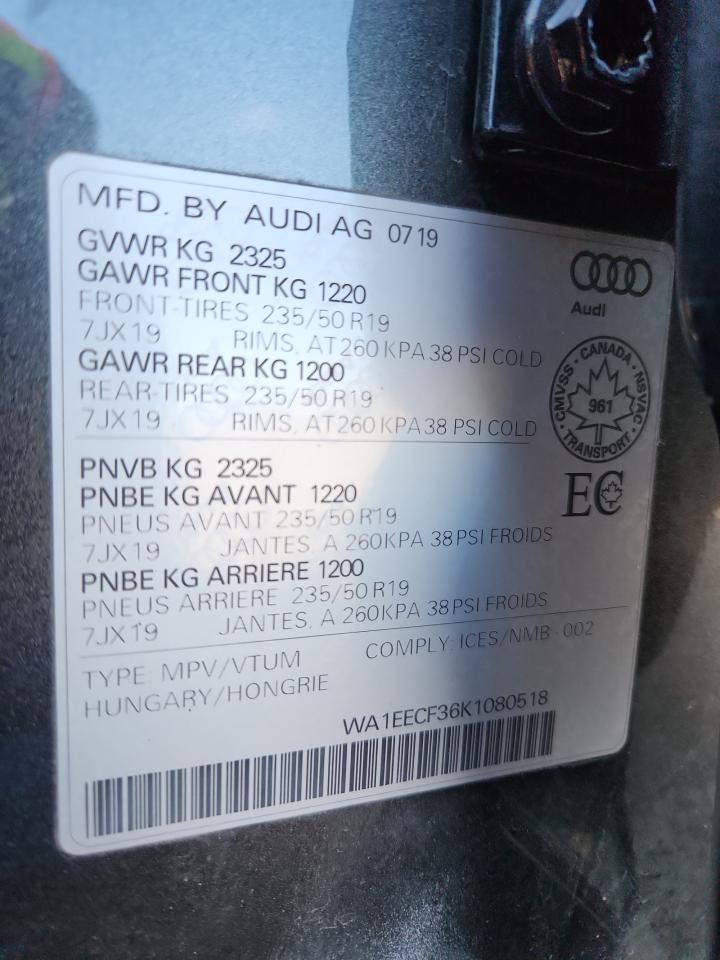 MFD. BY AUDI AG 0719
GVWR KG 2325
GAWR FRONT KG 1220
FRONT-TIRES 235/50 R19
7JX19 RIMS, AT 260 KPA 38 PSI COLD
GAWR REAR KG 1200
REAR-TIRES 235/50 R19
7JX19 RIMS, AT 260 KPA 38 PSI COLD
Audi
CMVSS · CANADA · NSVAC
961
TRANSPORT
EC
PNVB KG 2325
PNBE KG AVANT 1220
PNEUS AVANT 235/50 R19
7JX19 JANTES, A 260 KPA 38 PSI FROIDS
PNBE KG ARRIERE 1200
PNEUS ARRIERE 235/50 R19
7JX19 JANTES, A 260 KPA 38 PSI FROIDS
TYPE: MPV/VTUM COMPLY: ICES/NMB - 002
HUNGARY/HONGRIE
WA1EECF36K1080518